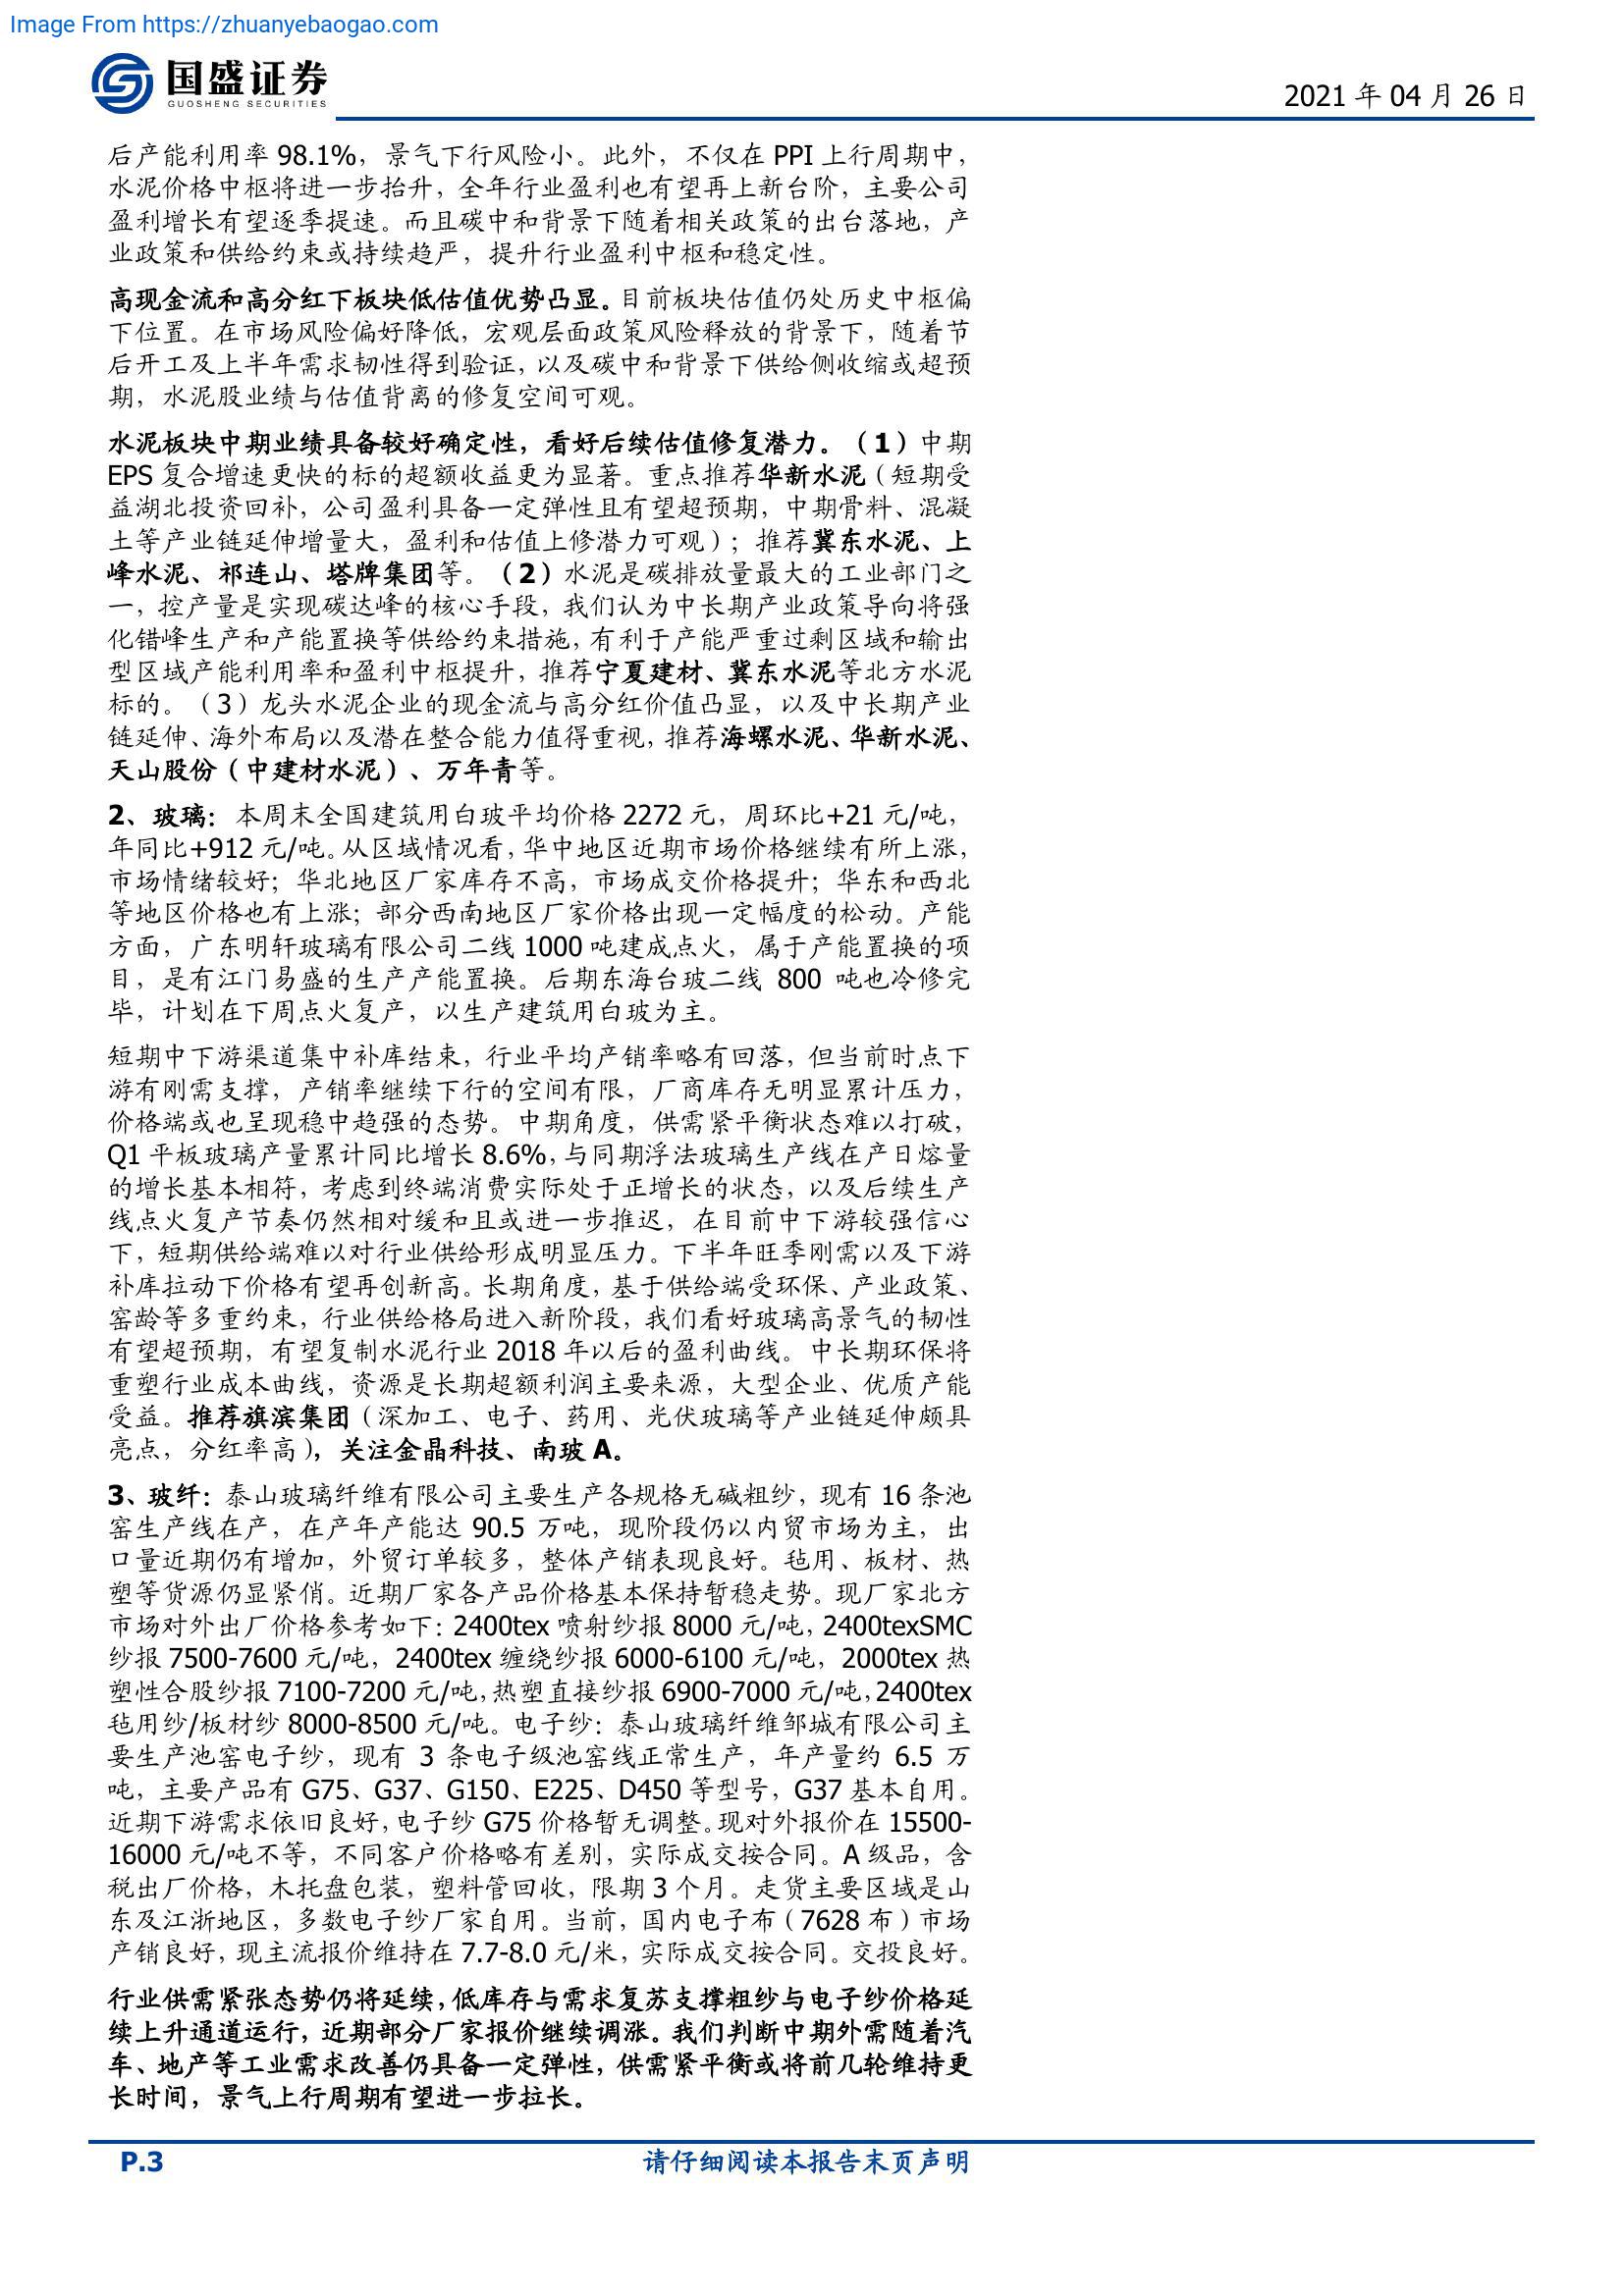 Image From https://zhuanyebaogao.com
国盛证券
GUOSHENG SECURITIES
2021 年 04 月 26 日
后产能利用率 98.1%，景气下行风险小。此外，不仅在 PPI 上行周期中，
水泥价格中枢将进一步抬升，全年行业盈利也有望再上新台阶，主要公司
盈利增长有望逐季提速。而且碳中和背景下随着相关政策的出台落地，产
业政策和供给约束或持续趋严，提升行业盈利中枢和稳定性。
高现金流和高分红下板块低估值优势凸显。目前板块估值仍处历史中枢偏
下位置。在市场风险偏好降低，宏观层面政策风险释放的背景下，随着节
后开工及上半年需求韧性得到验证，以及碳中和背景下供给侧收缩或超预
期，水泥股业绩与估值背离的修复空间可观。
水泥板块中期业绩具备较好确定性，看好后续估值修复潜力。（1）中期
EPS 复合增速更快的标的超额收益更为显著。重点推荐华新水泥（短期受
益湖北投资回补，公司盈利具备一定弹性且有望超预期，中期骨料、混凝
土等产业链延伸增量大，盈利和估值上修潜力可观）；推荐冀东水泥、上
峰水泥、祁连山、塔牌集团等。（2）水泥是碳排放量最大的工业部门之
一，控产量是实现碳达峰的核心手段，我们认为中长期产业政策导向将强
化错峰生产和产能置换等供给约束措施，有利于产能严重过剩区域和输出
型区域产能利用率和盈利中枢提升，推荐宁夏建材、冀东水泥等北方水泥
标的。（3）龙头水泥企业的现金流与高分红价值凸显，以及中长期产业
链延伸、海外布局以及潜在整合能力值得重视，推荐海螺水泥、华新水泥、
天山股份（中建材水泥）、万年青等。
2、玻璃：本周末全国建筑用白玻平均价格 2272 元，周环比+21 元/吨，
年同比+912 元/吨。从区域情况看，华中地区近期市场价格继续有所上涨，
市场情绪较好；华北地区厂家库存不高，市场成交价格提升；华东和西北
等地区价格也有上涨；部分西南地区厂家价格出现一定幅度的松动。产能
方面，广东明轩玻璃有限公司二线 1000 吨建成点火，属于产能置换的项
目，是有江门易盛的生产产能置换。后期东海台玻二线 800 吨也冷修完
毕，计划在下周点火复产，以生产建筑用白玻为主。
短期中下游渠道集中补库结束，行业平均产销率略有回落，但当前时点下
游有刚需支撑，产销率继续下行的空间有限，厂商库存无明显累计压力，
价格端或也呈现稳中趋强的态势。中期角度，供需紧平衡状态难以打破，
Q1 平板玻璃产量累计同比增长 8.6%，与同期浮法玻璃生产线在产日熔量
的增长基本相符，考虑到终端消费实际处于正增长的状态，以及后续生产
线点火复产节奏仍然相对缓和且或进一步推迟，在目前中下游较强信心
下，短期供给端难以对行业供给形成明显压力。下半年旺季刚需以及下游
补库拉动下价格有望再创新高。长期角度，基于供给端受环保、产业政策、
窑龄等多重约束，行业供给格局进入新阶段，我们看好玻璃高景气的韧性
有望超预期，有望复制水泥行业 2018 年以后的盈利曲线。中长期环保将
重塑行业成本曲线，资源是长期超额利润主要来源，大型企业、优质产能
受益。推荐旗滨集团（深加工、电子、药用、光伏玻璃等产业链延伸颇具
亮点，分红率高），关注金晶科技、南玻 A。
3、玻纤：泰山玻璃纤维有限公司主要生产各规格无碱粗纱，现有 16 条池
窑生产线在产，在产年产能达 90.5 万吨，现阶段仍以内贸市场为主，出
口量近期仍有增加，外贸订单较多，整体产销表现良好。毡用、板材、热
塑等货源仍显紧俏。近期厂家各产品价格基本保持暂稳走势。现厂家北方
市场对外出厂价格参考如下：2400tex 喷射纱报 8000 元/吨，2400texSMC
纱报 7500-7600 元/吨，2400tex 缠绕纱报 6000-6100 元/吨，2000tex 热
塑性合股纱报 7100-7200 元/吨，热塑直接纱报 6900-7000 元/吨，2400tex
毡用纱/板材纱 8000-8500 元/吨。电子纱：泰山玻璃纤维邹城有限公司主
要生产池窑电子纱，现有 3 条电子级池窑线正常生产，年产量约 6.5 万
吨，主要产品有 G75、G37、G150、E225、D450 等型号，G37 基本自用。
近期下游需求依旧良好，电子纱 G75 价格暂无调整。现对外报价在 15500-
16000 元/吨不等，不同客户价格略有差别，实际成交按合同。A 级品，含
税出厂价格，木托盘包装，塑料管回收，限期 3 个月。走货主要区域是山
东及江浙地区，多数电子纱厂家自用。当前，国内电子布（7628 布）市场
产销良好，现主流报价维持在 7.7-8.0 元/米，实际成交按合同。交投良好。
行业供需紧张态势仍将延续，低库存与需求复苏支撑粗纱与电子纱价格延
续上升通道运行，近期部分厂家报价继续调涨。我们判断中期外需随着汽
车、地产等工业需求改善仍具备一定弹性，供需紧平衡或将前几轮维持更
长时间，景气上行周期有望进一步拉长。
P.3
请仔细阅读本报告末页声明